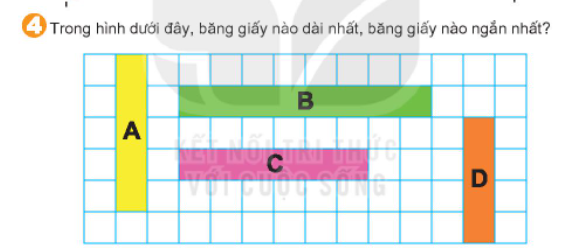 4 Trong hình dưới đây, băng giấy nào dài nhất, băng giấy nào ngắn nhất?
B
A
KẾT NỐI TRI THỨC
C
VỚI CUỘC SỐNG
D